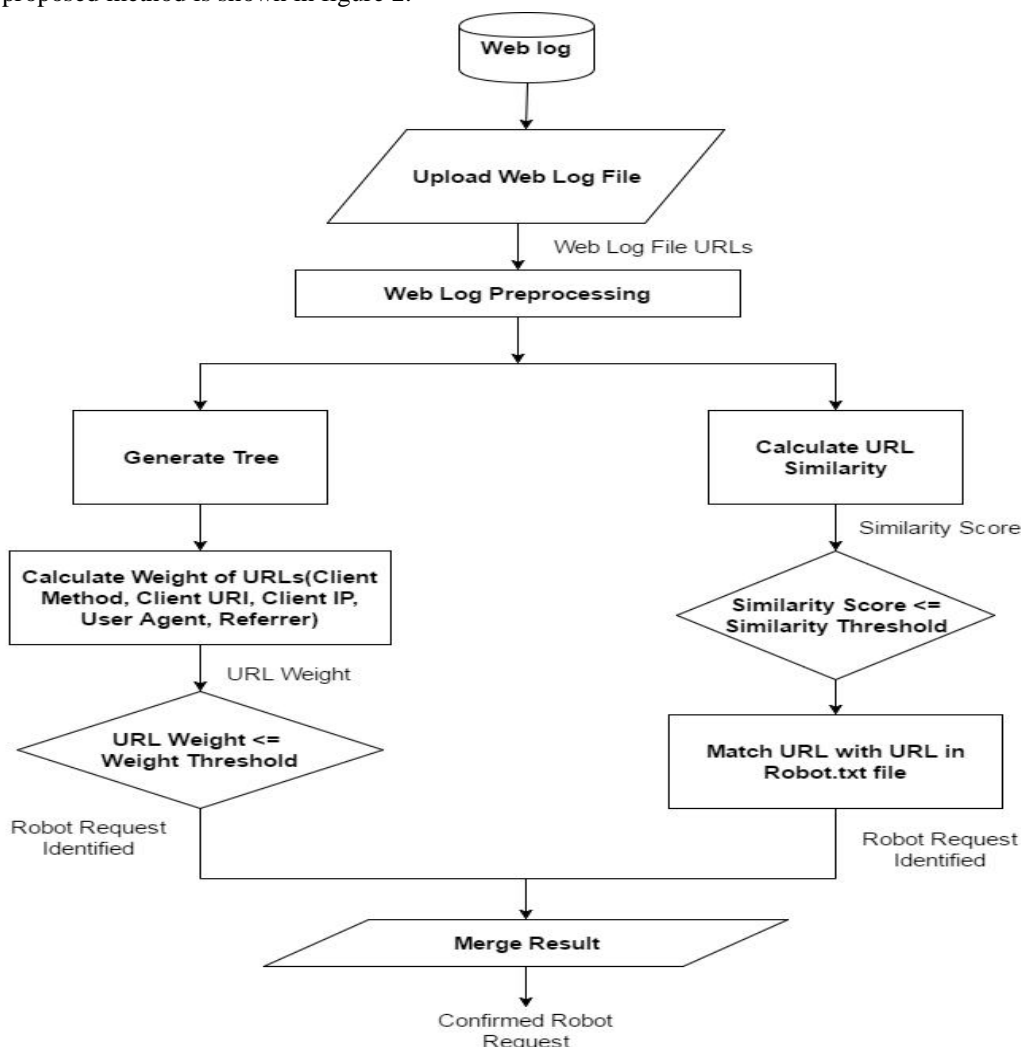 proposed method is shown in figure 2.
Web log
Upload Web Log File
Web Log File URLs
Web Log Preprocessing
Generate Tree
Calculate Weight of URLs(Client
Method, Client URI, Client IP,
User Agent, Referrer)
URL Weight
URL Weight <=
Weight Threshold
Robot Request
Identified
Calculate URL
Similarity
Similarity Score
Similarity Score <=
Similarity Threshold
Match URL with URL in
Robot.txt file
Robot Request
Identified
Merge Result
Confirmed Robot
Request